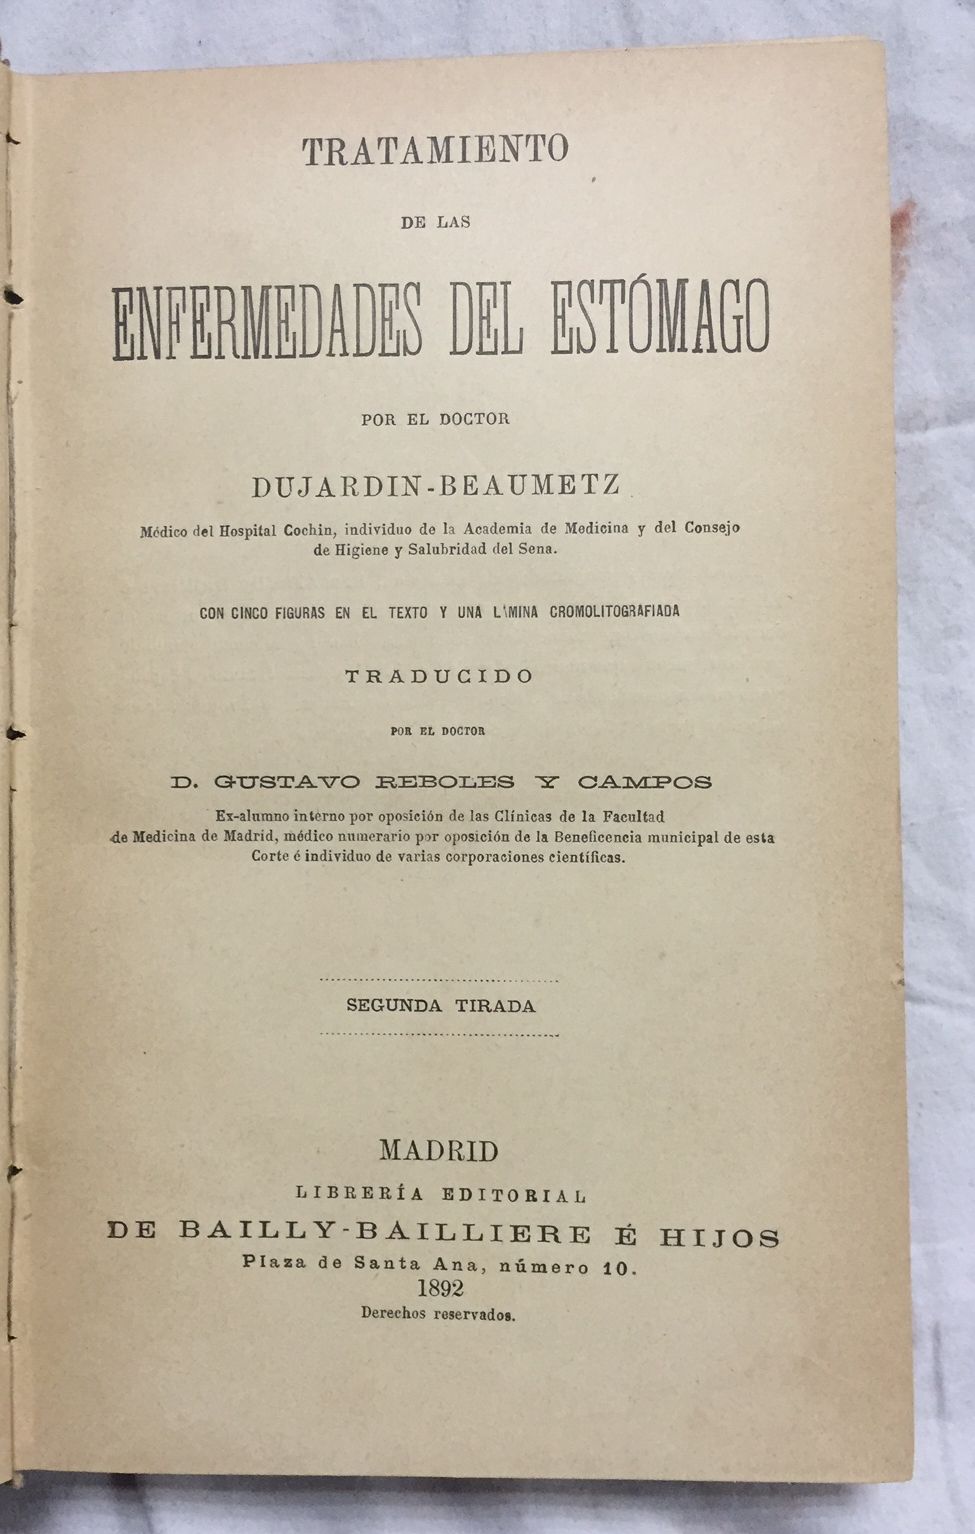 TRATAMIENTO
DE LAS
ENFERMEDADES DEL ESTÓMAGO
POR EL DOCTOR
DUJARDIN-BEAUMETZ
Médico del Hospital Cochin, individuo de la Academia de Medicina y del Consejo
de Higiene y Salubridad del Sena.
CON CINCO FIGURAS EN EL TEXTO Y UNA LÁMINA CROMOLITOGRAFIADA
TRADUCIDO
POR EL DOCTOR
D. GUSTAVO REBOLES Y CAMPOS
Ex-alumno interno por oposición de las Clínicas de la Facultad
de Medicina de Madrid, médico numerario por oposición de la Beneficencia municipal de esta
Corte é individuo de varias corporaciones científicas.
SEGUNDA TIRADA
MADRID
LIBRERÍA EDITORIAL
DE BAILLY-BAILLIERE É HIJOS
Plaza de Santa Ana, número 10.
1892
Derechos reservados.